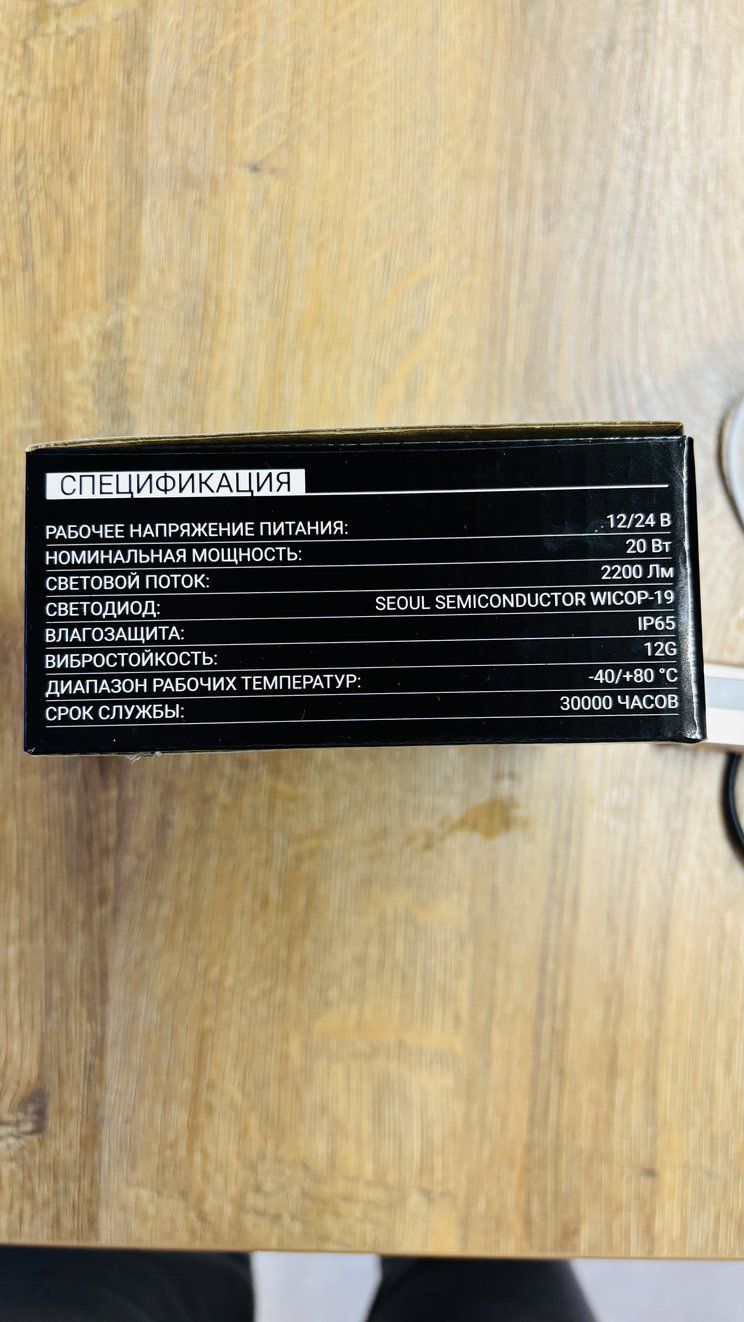 СПЕЦИФИКАЦИЯ
РАБОЧЕЕ НАПРЯЖЕНИЕ ПИТАНИЯ: 12/24 В
НОМИНАЛЬНАЯ МОЩНОСТЬ: 20 Вт
СВЕТОВОЙ ПОТОК: 2200 Лм
СВЕТОДИОД: SEOUL SEMICONDUCTOR WICOP-19
ВЛАГОЗАЩИТА: IP65
ВИБРОСТОЙКОСТЬ: 12G
ДИАПАЗОН РАБОЧИХ ТЕМПЕРАТУР: -40/+80 °C
СРОК СЛУЖБЫ: 30000 ЧАСОВ